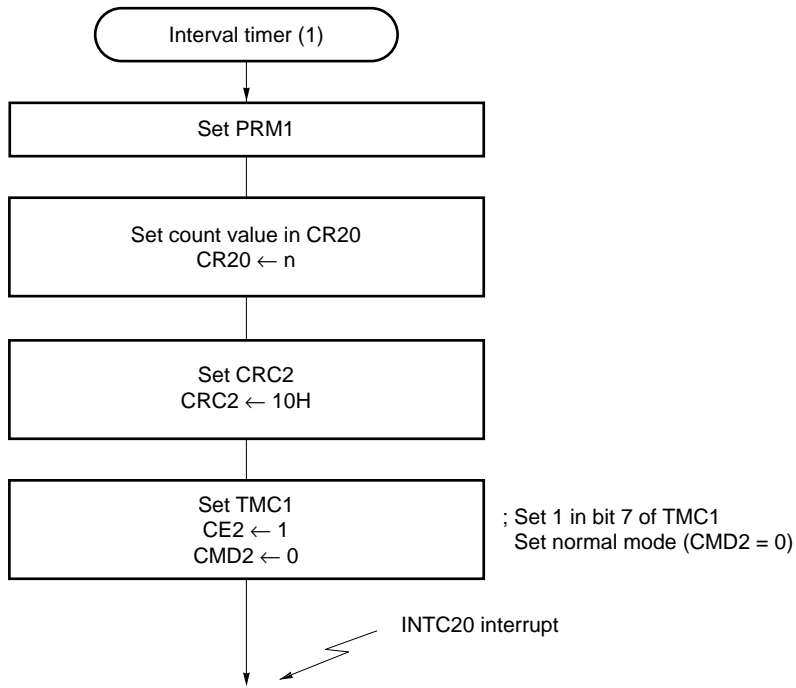 Interval timer (1)
Set PRM1
Set count value in CR20
CR20 ← n
Set CRC2
CRC2 ← 10H
Set TMC1
CE2 ← 1
CMD2 ← 0
; Set 1 in bit 7 of TMC1
Set normal mode (CMD2 = 0)
INTC20 interrupt